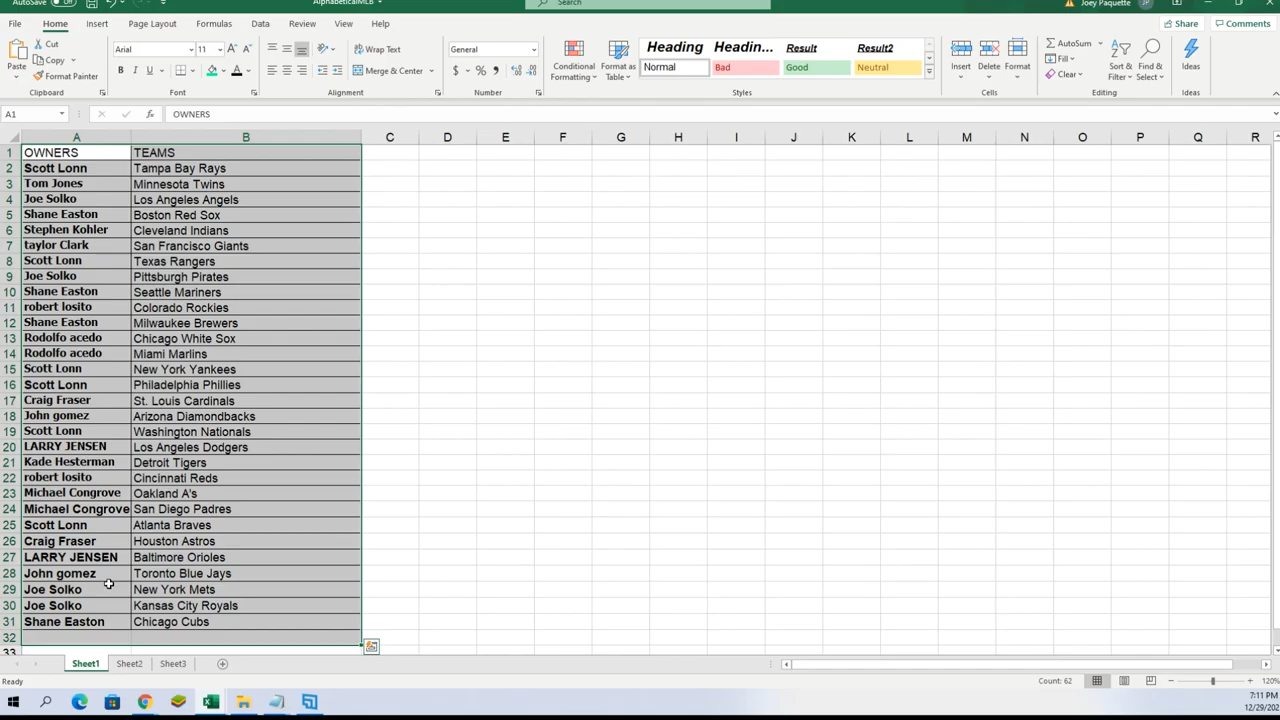 AutoSave Off AlphabeticalMLB Search Joey Paquette JP
File Home Insert Page Layout Formulas Data Review View Help Share Comments
Paste Cut Copy Format Painter Clipboard
Arial 11 B I U Font
Wrap Text Merge & Center Alignment
General $ % Number
Conditional Formatting Format as Table
Heading Headin... Result Result2
Normal Bad Good Neutral Styles
Insert Delete Format Cells
AutoSum Fill Clear Sort & Filter Find & Select Editing
Ideas Ideas
A1 fx OWNERS
A B C D E F G H I J K L M N O P Q R
1 OWNERS TEAMS
2 Scott Lonn Tampa Bay Rays
3 Tom Jones Minnesota Twins
4 Joe Solko Los Angeles Angels
5 Shane Easton Boston Red Sox
6 Stephen Kohler Cleveland Indians
7 taylor Clark San Francisco Giants
8 Scott Lonn Texas Rangers
9 Joe Solko Pittsburgh Pirates
10 Shane Easton Seattle Mariners
11 robert losito Colorado Rockies
12 Shane Easton Milwaukee Brewers
13 Rodolfo acedo Chicago White Sox
14 Rodolfo acedo Miami Marlins
15 Scott Lonn New York Yankees
16 Scott Lonn Philadelphia Phillies
17 Craig Fraser St. Louis Cardinals
18 John gomez Arizona Diamondbacks
19 Scott Lonn Washington Nationals
20 LARRY JENSEN Los Angeles Dodgers
21 Kade Hesterman Detroit Tigers
22 robert losito Cincinnati Reds
23 Michael Congrove Oakland A's
24 Michael Congrove San Diego Padres
25 Scott Lonn Atlanta Braves
26 Craig Fraser Houston Astros
27 LARRY JENSEN Baltimore Orioles
28 John gomez Toronto Blue Jays
29 Joe Solko New York Mets
30 Joe Solko Kansas City Royals
31 Shane Easton Chicago Cubs
32
33
Sheet1 Sheet2 Sheet3
Ready Count: 62 120%
7:11 PM
12/29/202